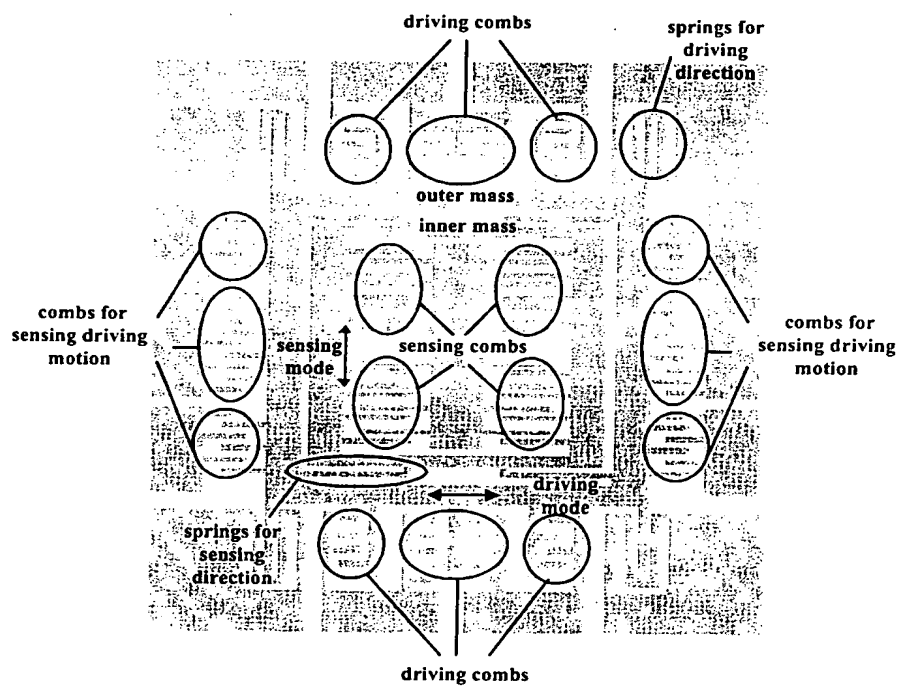 driving combs
springs for
driving
direction
outer mass
inner mass
combs for
sensing driving
motion
sensing
mode
sensing combs
combs for
sensing driving
motion
driving
mode
springs for
sensing
direction.
driving combs